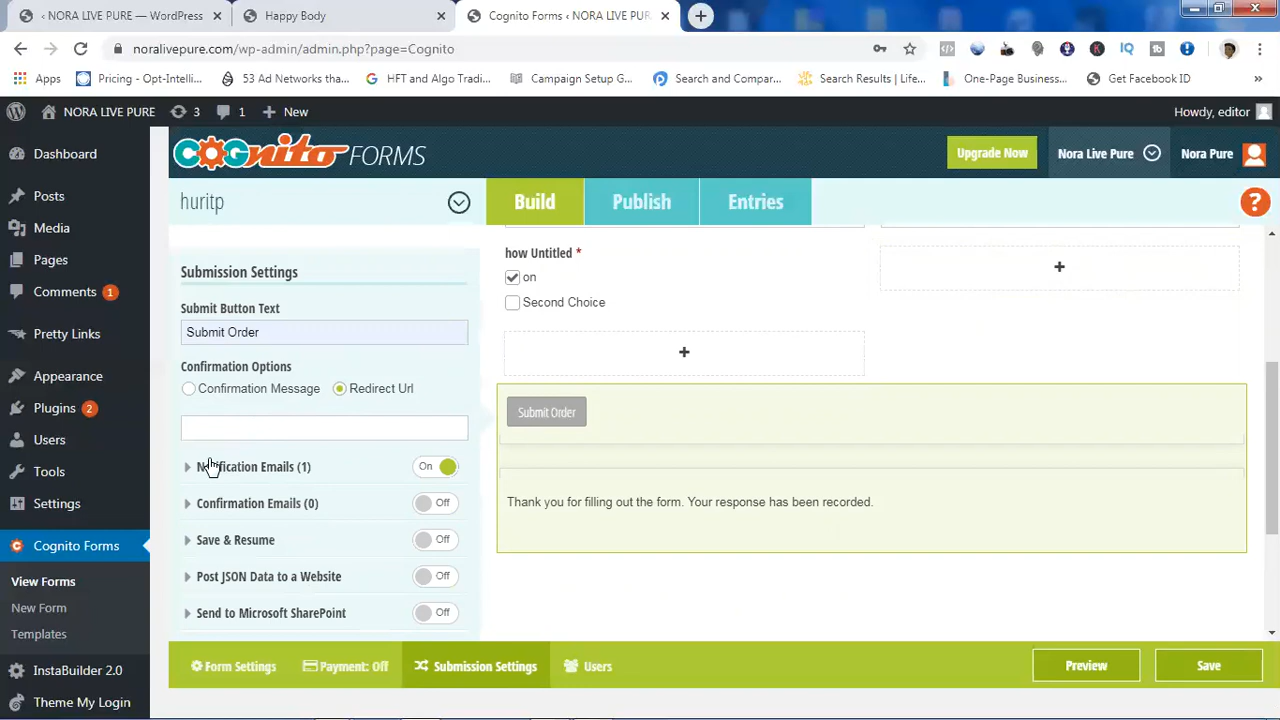 ‹ NORA LIVE PURE — WordPress
Happy Body
Cognito Forms ‹ NORA LIVE PURE
noralivepure.com/wp-admin/admin.php?page=Cognito
Apps
Pricing - Opt-Intelli...
53 Ad Networks tha...
HFT and Algo Tradi...
Campaign Setup G...
Search and Compar...
Search Results | Life...
One-Page Business...
Get Facebook ID
»
NORA LIVE PURE
3
1
New
Howdy, editor
Dashboard
Posts
Media
Pages
Comments 1
Pretty Links
Appearance
Plugins 2
Users
Tools
Settings
Cognito Forms
View Forms
New Form
Templates
InstaBuilder 2.0
Theme My Login
COGNITO FORMS
Upgrade Now
Nora Live Pure
Nora Pure
huritp
Build
Publish
Entries
?
Submission Settings
Submit Button Text
Submit Order
Confirmation Options
Confirmation Message
Redirect Url
Notification Emails (1)
On
Confirmation Emails (0)
Off
Save & Resume
Off
Post JSON Data to a Website
Off
Send to Microsoft SharePoint
Off
how Untitled *
on
Second Choice
+
+
Submit Order
Thank you for filling out the form. Your response has been recorded.
Form Settings
Payment: Off
Submission Settings
Users
Preview
Save